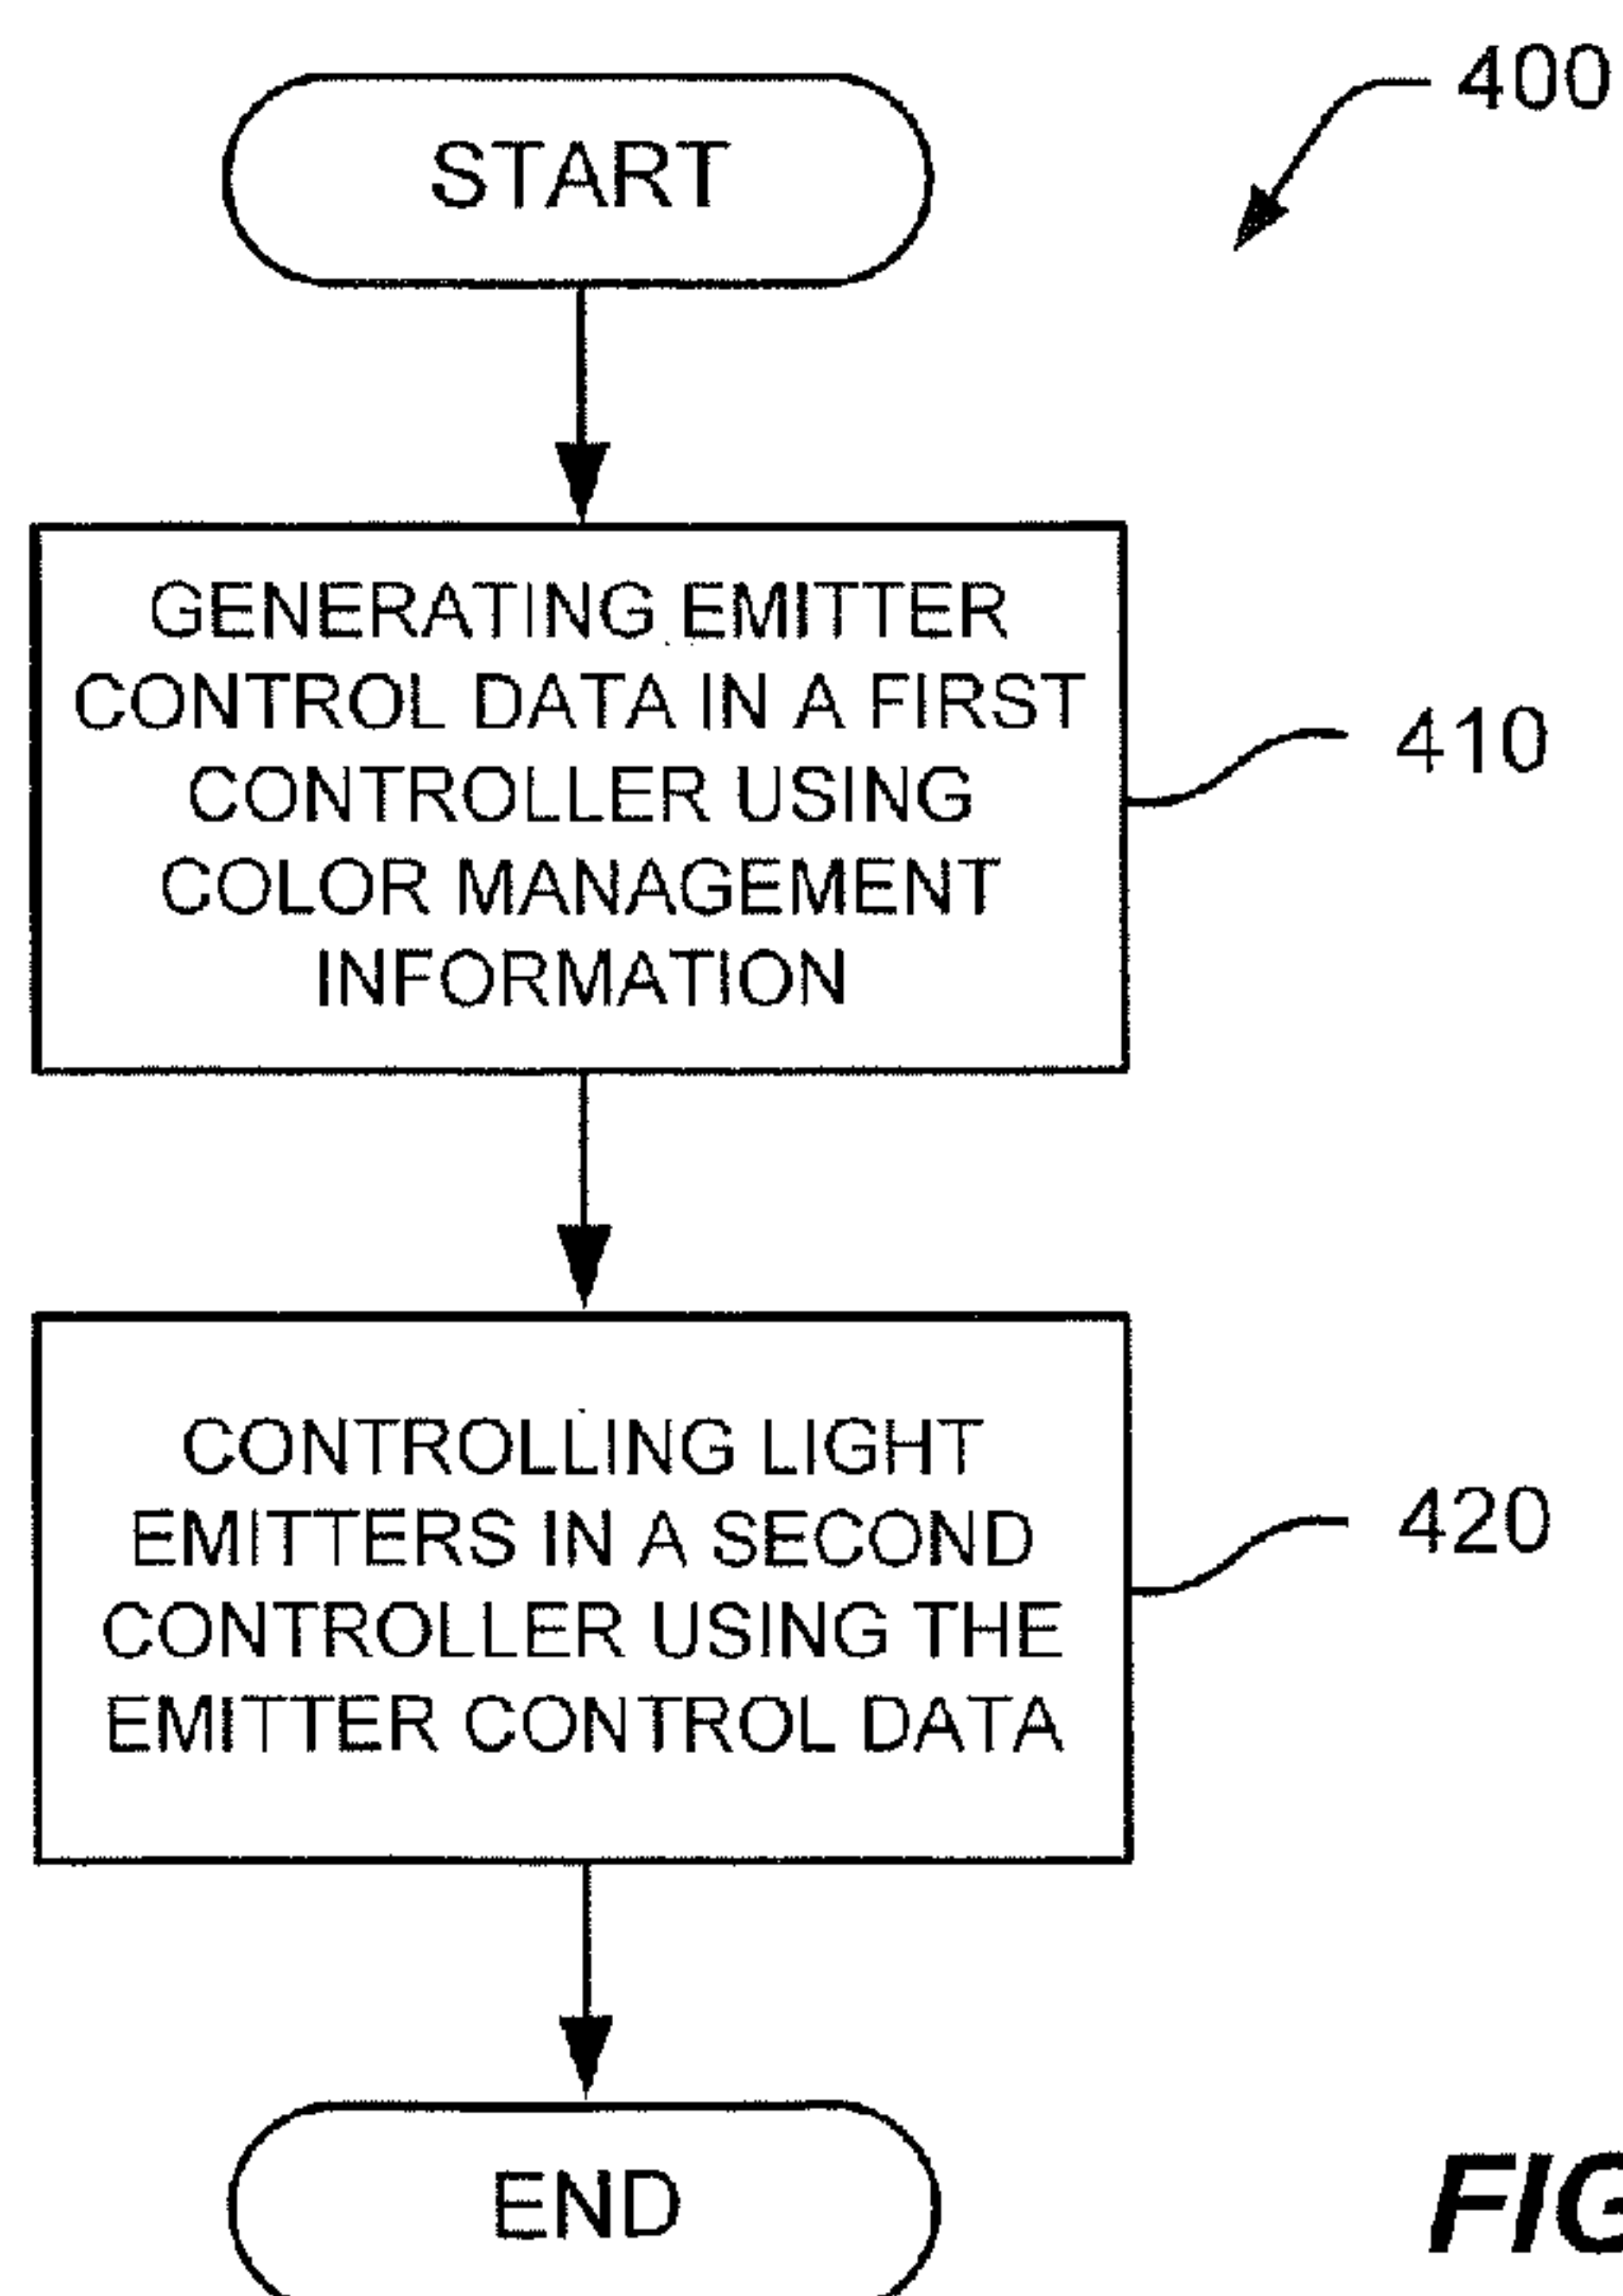 400
START
GENERATING EMITTER
CONTROL DATA IN A FIRST
CONTROLLER USING
COLOR MANAGEMENT
INFORMATION
410
CONTROLLING LIGHT
EMITTERS IN A SECOND
CONTROLLER USING THE
EMITTER CONTROL DATA
420
END
FIG